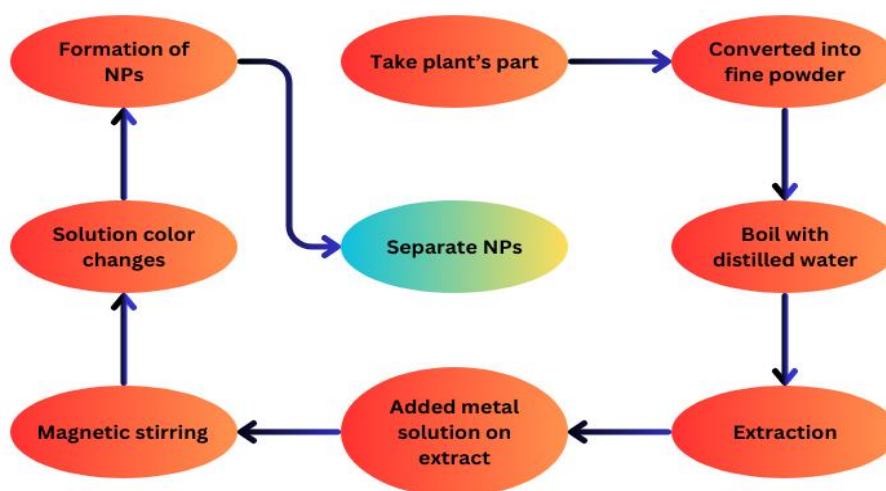 Take plant's part
Converted into
fine powder
Boil with
distilled water
Extraction
Added metal
solution on
extract
Magnetic stirring
Solution color
changes
Formation of
NPs
Separate NPs